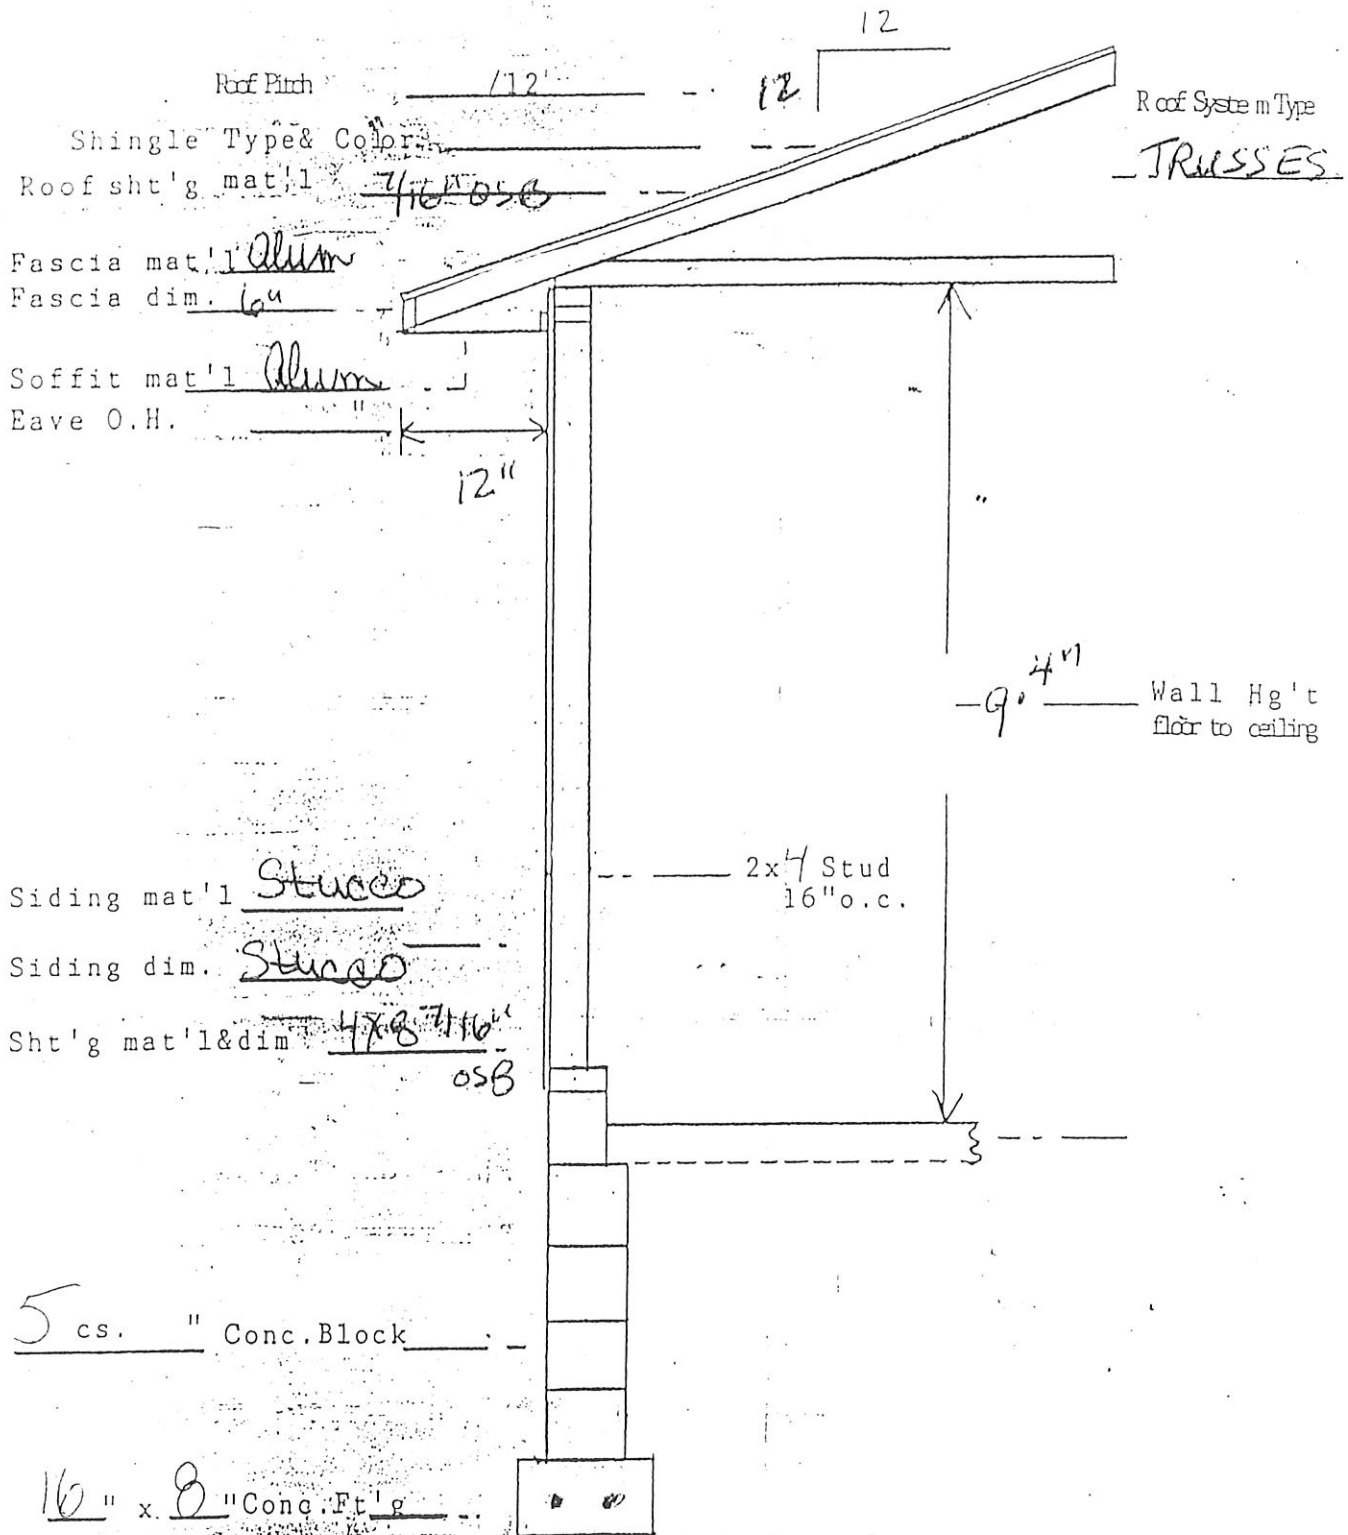 12
Roof Pitch /12'
12
Roof System Type
Shingle Type& Color
TRUSSES
Roof sht'g mat'l 7/16" OSB
Fascia mat'l Alum
Fascia dim. 6"
Soffit mat'l Alum
Eave O.H. "
12"
9' 4"
Wall Hg't
floor to ceiling
2x4 Stud
16"o.c.
Siding mat'l Stucco
Siding dim. Stucco
Sht'g mat'l&dim 4x8 7/16"
OSB
5 cs. " Conc.Block
16" x 8"Conc.Ft'g